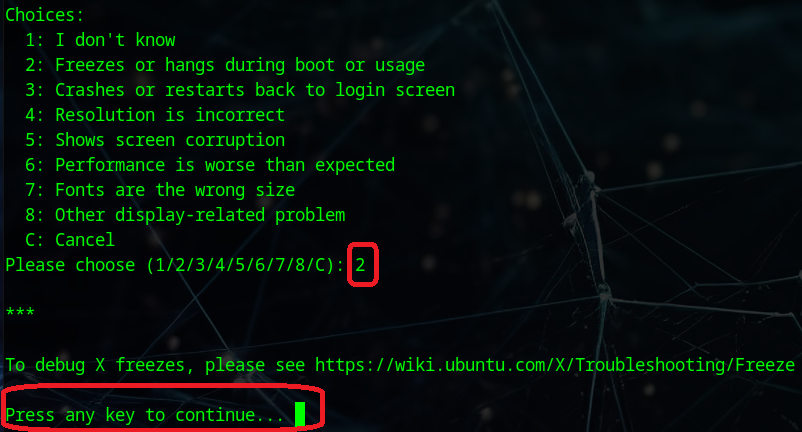 Choices:
1: I don't know
2: Freezes or hangs during boot or usage
3: Crashes or restarts back to login screen
4: Resolution is incorrect
5: Shows screen corruption
6: Performance is worse than expected
7: Fonts are the wrong size
8: Other display-related problem
C: Cancel
Please choose (1/2/3/4/5/6/7/8/C): 2
***
To debug X freezes, please see https://wiki.ubuntu.com/X/Troubleshooting/Freeze
Press any key to continue...